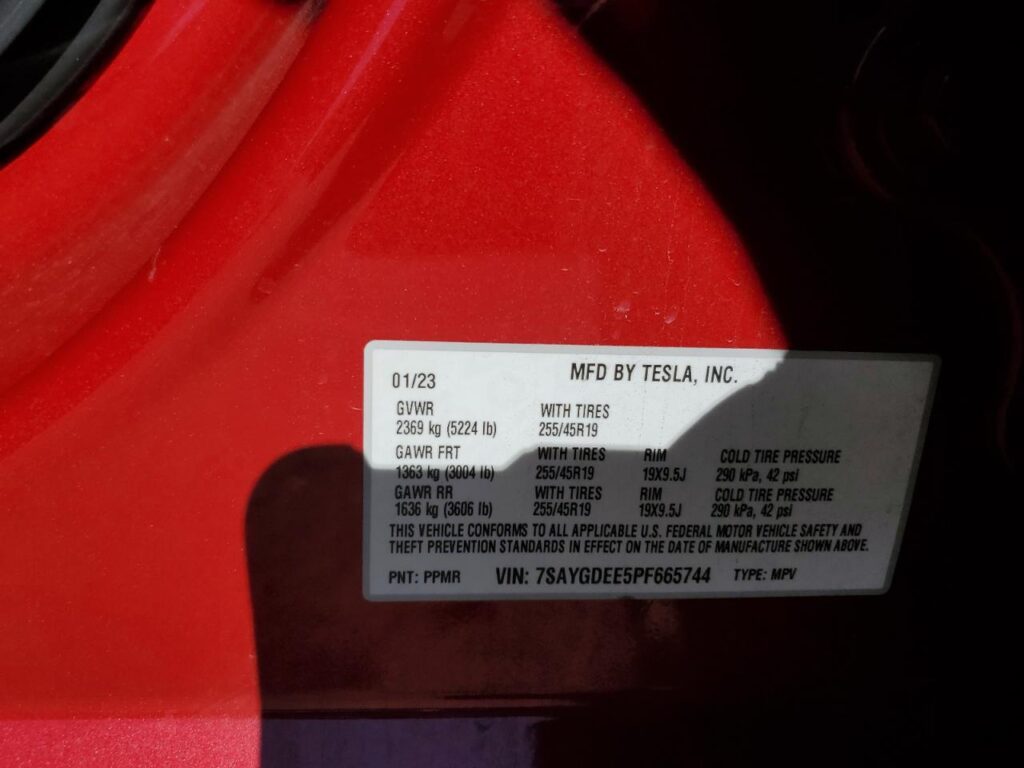 01/23 MFD BY TESLA, INC.
GVWR WITH TIRES
2369 kg (5224 lb) 255/45R19
GAWR FRT WITH TIRES RIM COLD TIRE PRESSURE
1363 kg (3004 lb) 255/45R19 19X9.5J 290 kPa, 42 psi
GAWR RR WITH TIRES RIM COLD TIRE PRESSURE
1636 kg (3606 lb) 255/45R19 19X9.5J 290 kPa, 42 psi
THIS VEHICLE CONFORMS TO ALL APPLICABLE U.S. FEDERAL MOTOR VEHICLE SAFETY AND
THEFT PREVENTION STANDARDS IN EFFECT ON THE DATE OF MANUFACTURE SHOWN ABOVE.
PNT: PPMR VIN: 7SAYGDEE5PF665744 TYPE: MPV